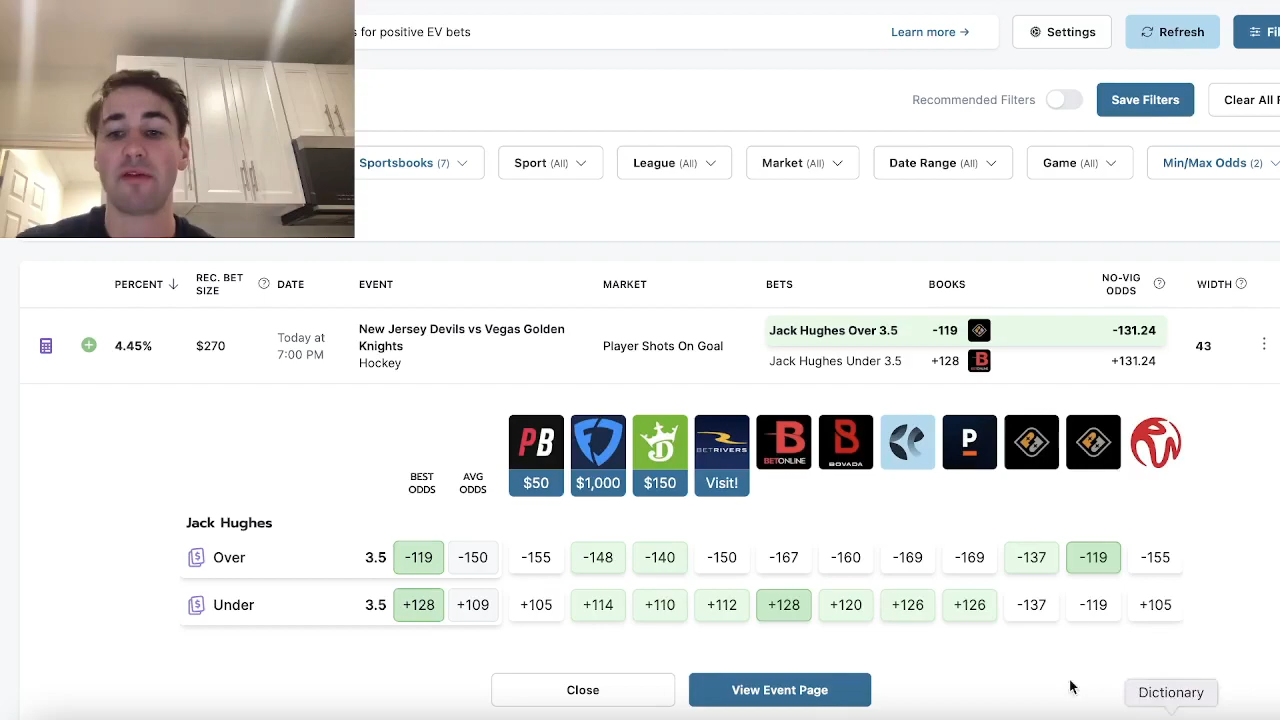 s for positive EV bets
Learn more →
Settings
Refresh
Fil
Recommended Filters
Save Filters
Clear All F
Sportsbooks (7)
Sport (All)
League (All)
Market (All)
Date Range (All)
Game (All)
Min/Max Odds (2)
PERCENT ↓
REC. BET
SIZE
?
DATE
EVENT
MARKET
BETS
BOOKS
NO-VIG
ODDS
?
WIDTH ?
4.45%
$270
Today at
7:00 PM
New Jersey Devils vs Vegas Golden
Knights
Hockey
Player Shots On Goal
Jack Hughes Over 3.5 -119 -131.24
Jack Hughes Under 3.5 +128 B BETONLINE +131.24
43
BEST
ODDS
AVG
ODDS
PB
$50
$1,000
$150
BETRIVERS
Visit!
B
BETONLINE
B
BOVADA
P
Jack Hughes
Over 3.5 -119 -150 -155 -148 -140 -150 -167 -160 -169 -169 -137 -119 -155
Under 3.5 +128 +109 +105 +114 +110 +112 +128 +120 +126 +126 -137 -119 +105
Close
View Event Page
Dictionary